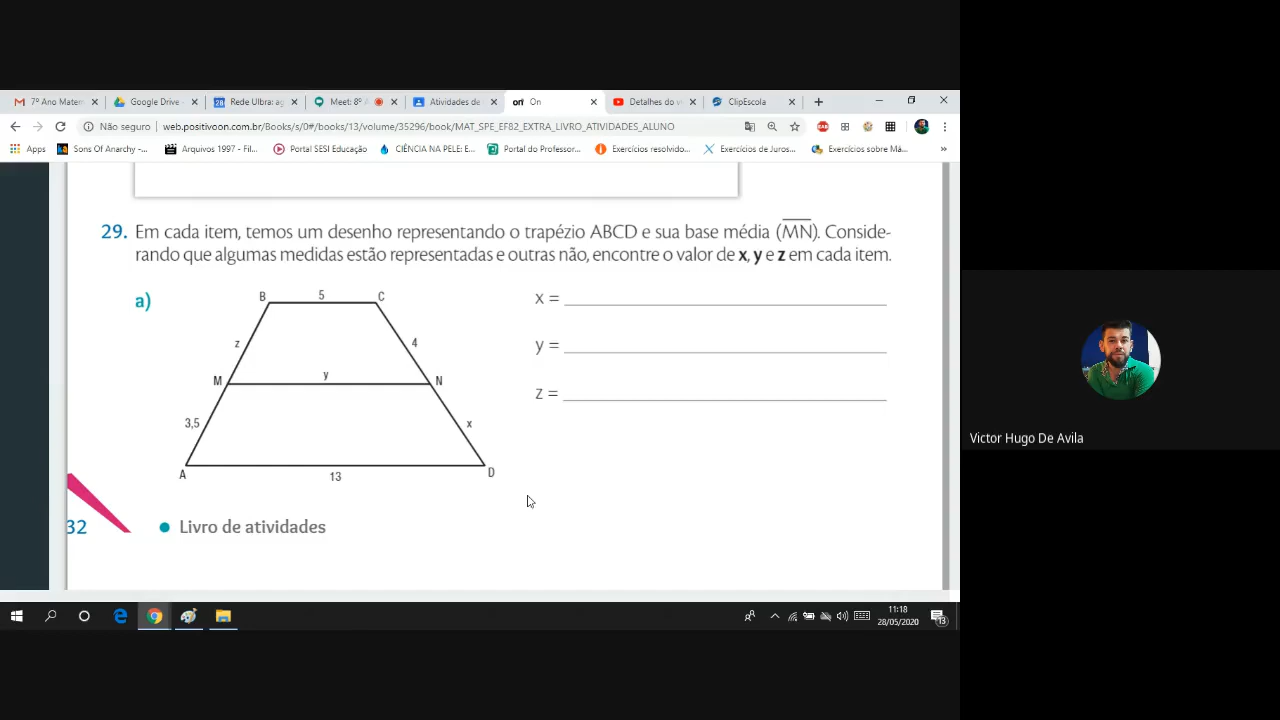 7º Ano Matem
Google Drive -
Rede Ulbra: ag
Meet: 8º A
Atividades de
On
Detalhes do v
ClipEscola
Não seguro
web.positivoon.com.br/Books/s/0#/books/13/volume/35296/book/MAT_SPE_EF82_EXTRA_LIVRO_ATIVIDADES_ALUNO
Apps
Sons Of Anarchy -...
Arquivos 1997 - Fil...
Portal SESI Educação
CIÊNCIA NA PELE: E...
Portal do Professor...
Exercícios resolvido...
Exercícios de Juros...
Exercícios sobre Má...
»
29. Em cada item, temos um desenho representando o trapézio ABCD e sua base média (MN). Conside-
rando que algumas medidas estão representadas e outras não, encontre o valor de x, y e z em cada item.
a)
B 5 C
z 4
M y N
3,5 x
A 13 D
x =
y =
z =
32 • Livro de atividades
Victor Hugo De Avila
11:18
28/05/2020
13